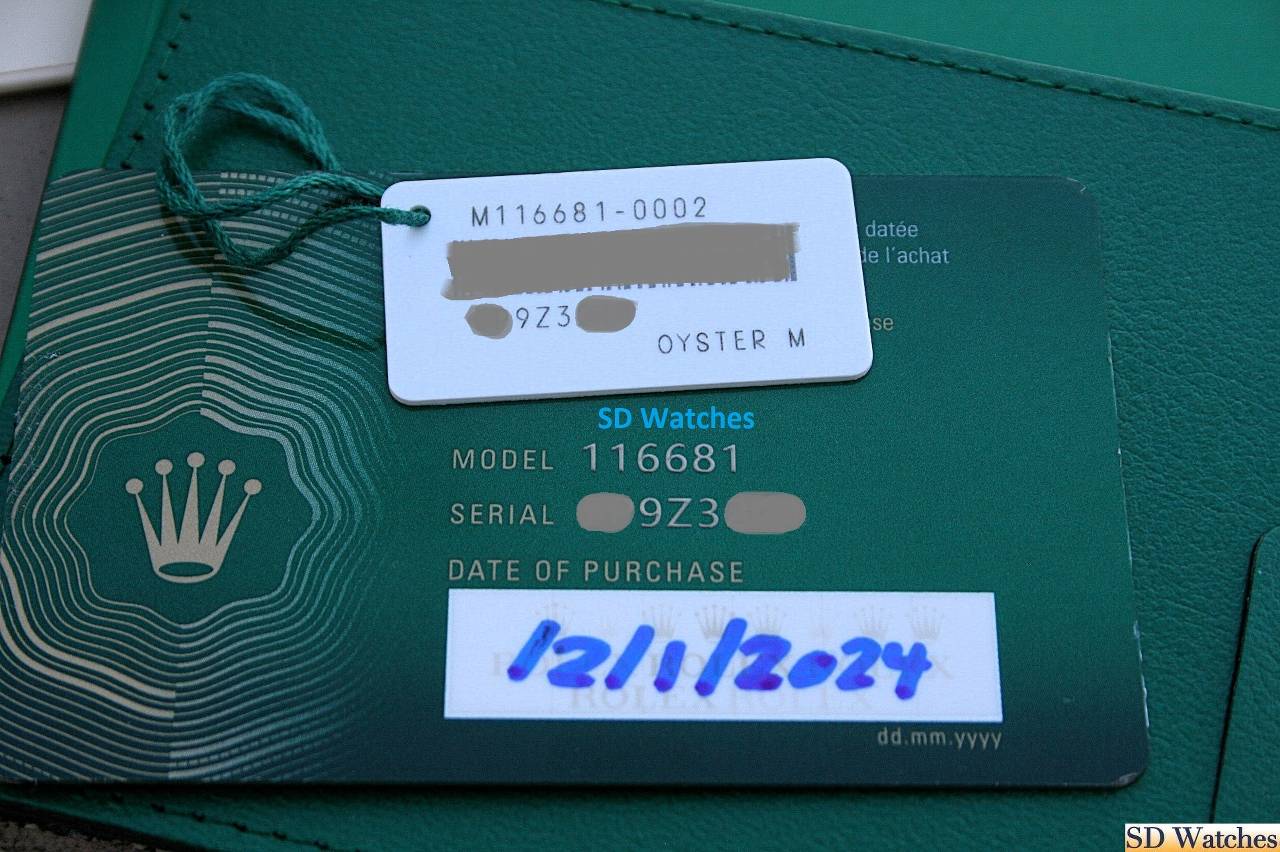 M116681-0002
9Z3
OYSTER M
datée
de l'achat
se
SD Watches
MODEL 116681
SERIAL 9Z3
DATE OF PURCHASE
12/1/2024
ROLEX
dd.mm.yyyy
SD Watches